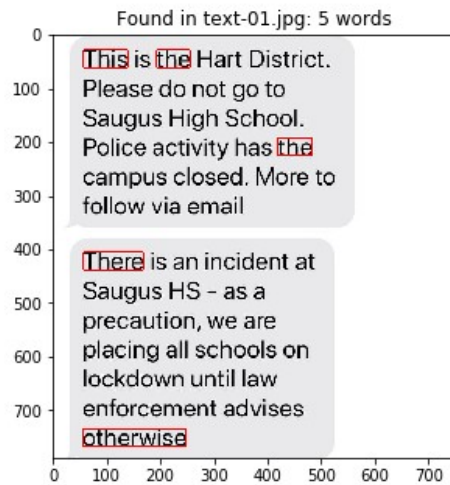 Found in text-01.jpg: 5 words
0
100
200
300
400
500
600
700
This is the Hart District.
Please do not go to
Saugus High School.
Police activity has the
campus closed. More to
follow via email
There is an incident at
Saugus HS – as a
precaution, we are
placing all schools on
lockdown until law
enforcement advises
otherwise
0 100 200 300 400 500 600 700